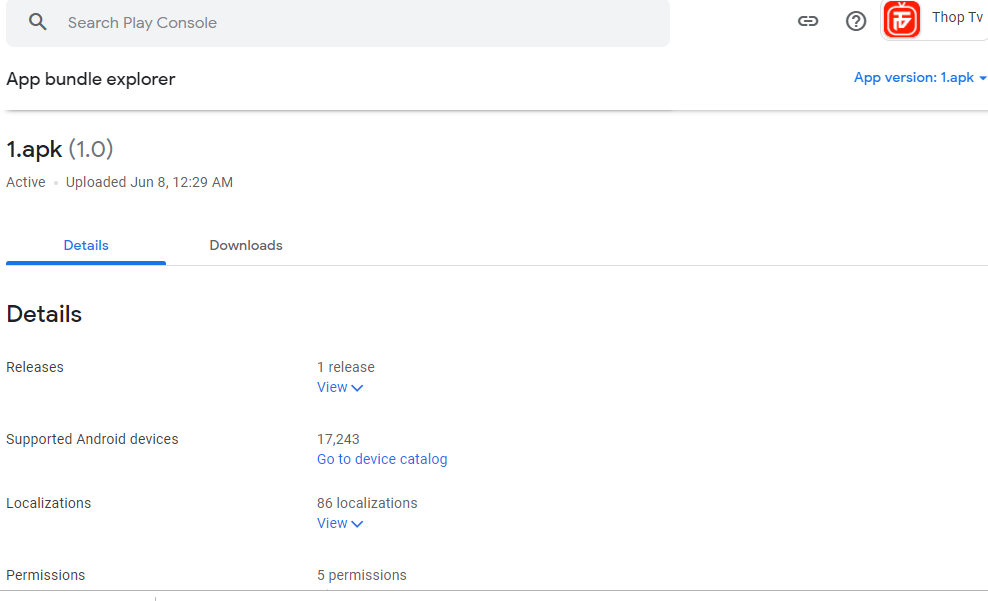 Search Play Console
Thop Tv
App bundle explorer
App version: 1.apk
1.apk (1.0)
Active • Uploaded Jun 8, 12:29 AM
Details
Downloads
Details
Releases
1 release
View
Supported Android devices
17,243
Go to device catalog
Localizations
86 localizations
View
Permissions
5 permissions